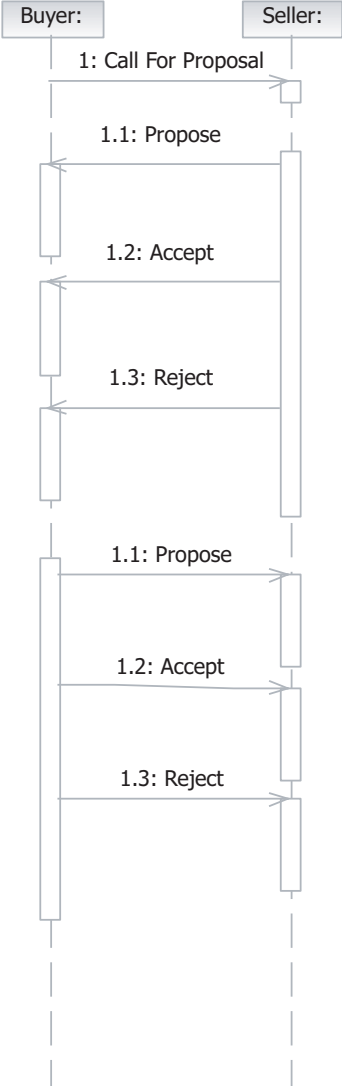 Buyer:
Seller:
1: Call For Proposal
1.1: Propose
1.2: Accept
1.3: Reject
1.1: Propose
1.2: Accept
1.3: Reject